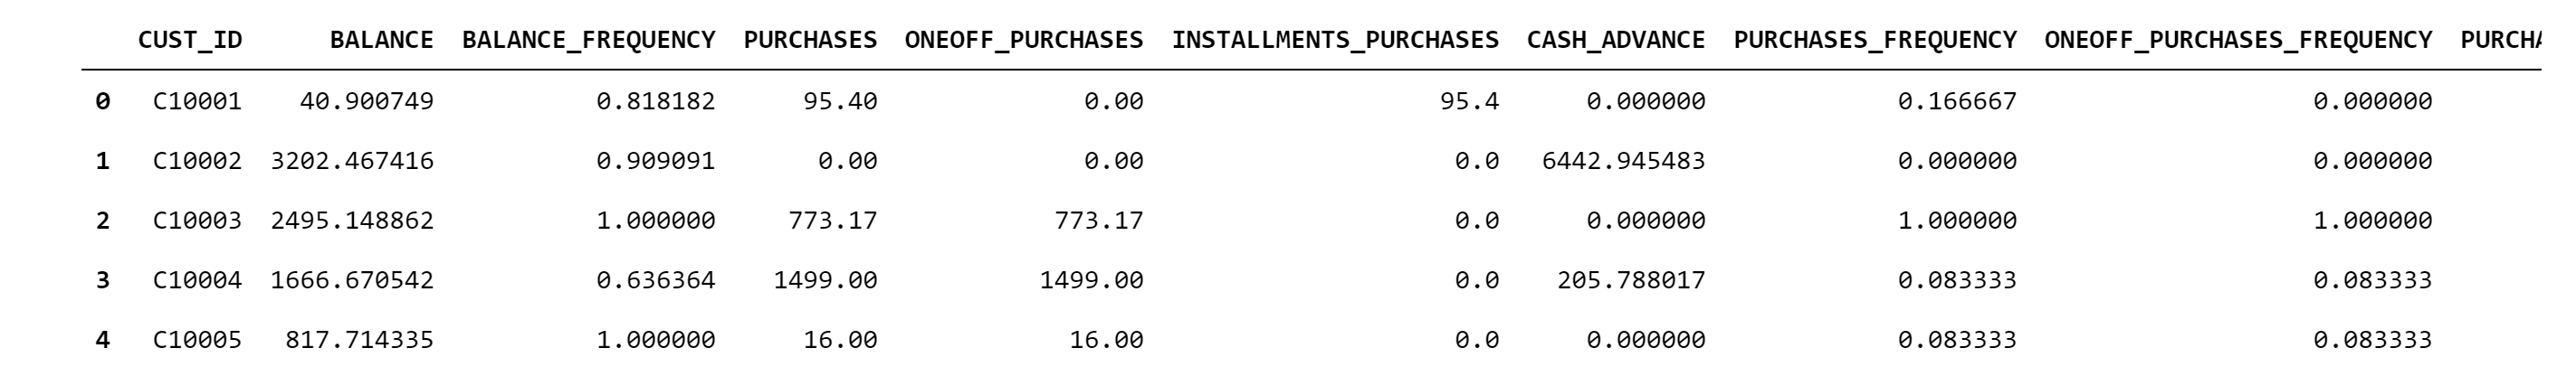 CUST_ID BALANCE BALANCE_FREQUENCY PURCHASES ONEOFF_PURCHASES INSTALLMENTS_PURCHASES CASH_ADVANCE PURCHASES_FREQUENCY ONEOFF_PURCHASES_FREQUENCY PURCHA
0 C10001 40.900749 0.818182 95.40 0.00 95.4 0.000000 0.166667 0.000000
1 C10002 3202.467416 0.909091 0.00 0.00 0.0 6442.945483 0.000000 0.000000
2 C10003 2495.148862 1.000000 773.17 773.17 0.0 0.000000 1.000000 1.000000
3 C10004 1666.670542 0.636364 1499.00 1499.00 0.0 205.788017 0.083333 0.083333
4 C10005 817.714335 1.000000 16.00 16.00 0.0 0.000000 0.083333 0.083333